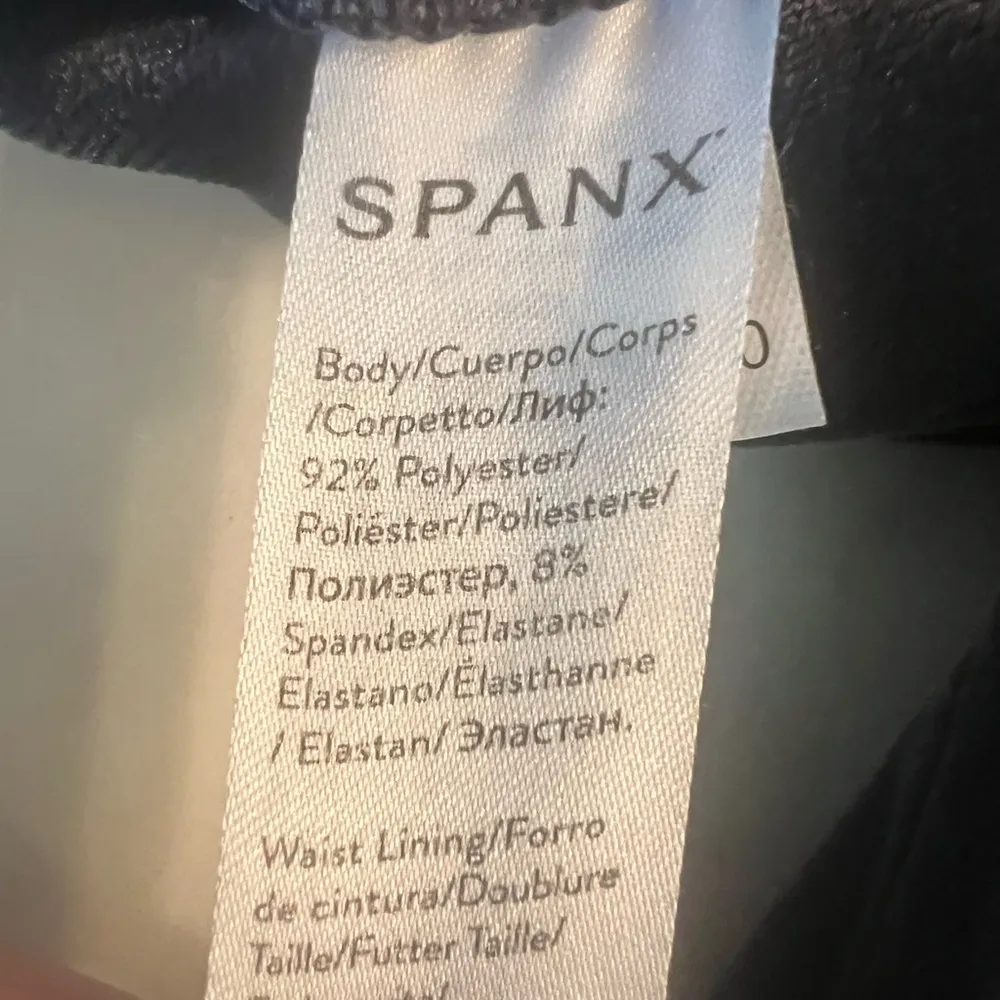 SPANX
Body/Cuerpo/Corps
/Corpetto/Лиф:
92% Polyester/
Poliéster/Poliestere/
Полиэстер, 8%
Spandex/Elastane/
Elastano/Élasthanne
/ Elastan/ Эластан.
Waist Lining/Forro
de cintura/Doublure
Taille/Futter Taille/